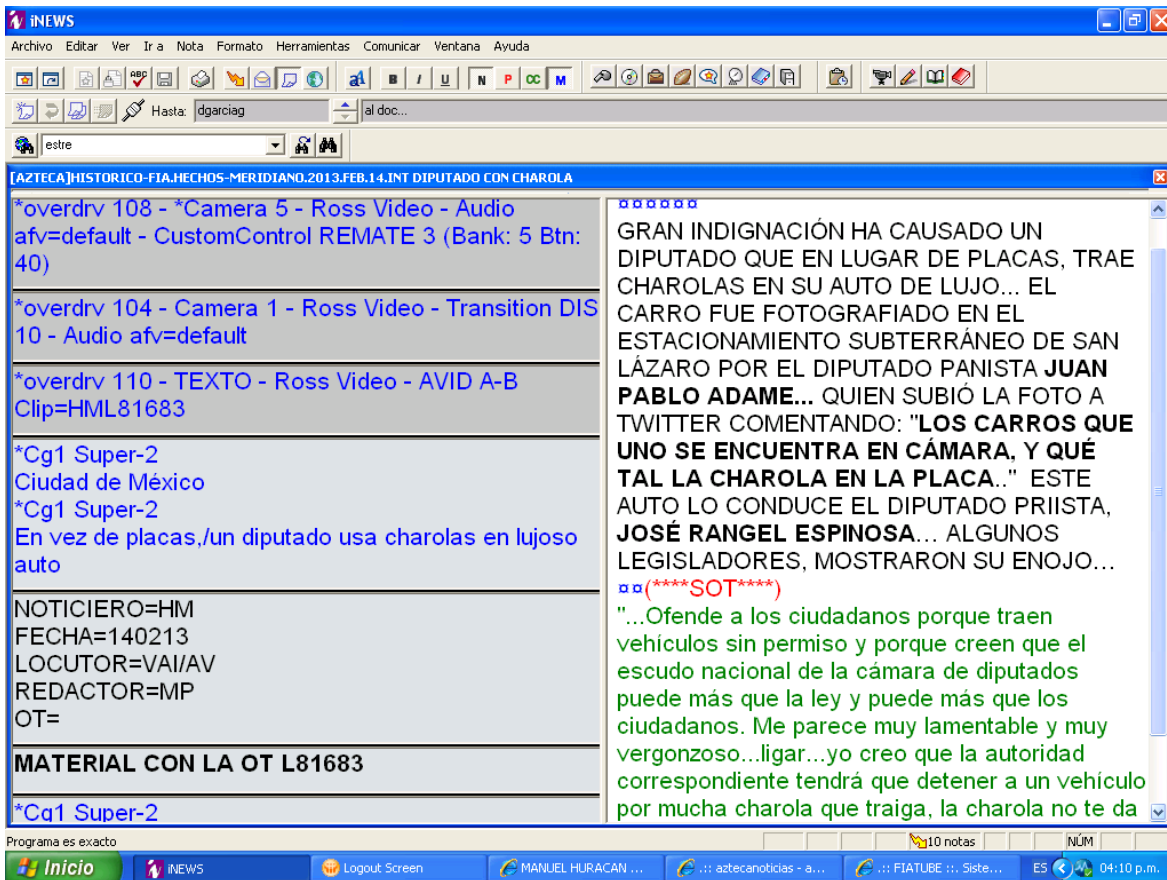 iNEWS
Archivo Editar Ver Ir a Nota Formato Herramientas Comunicar Ventana Ayuda
ABC a1 B I U N P CC M
Hasta: dgarciag al doc...
estre
[AZTECA]HISTORICO-FIA.HECHOS-MERIDIANO.2013.FEB.14.INT DIPUTADO CON CHAROLA
*overdrv 108 - *Camera 5 - Ross Video - Audio
afv=default - CustomControl REMATE 3 (Bank: 5 Btn:
40)
*overdrv 104 - Camera 1 - Ross Video - Transition DIS
10 - Audio afv=default
*overdrv 110 - TEXTO - Ross Video - AVID A-B
Clip=HML81683
*Cg1 Super-2
Ciudad de México
*Cg1 Super-2
En vez de placas,/un diputado usa charolas en lujoso
auto
NOTICIERO=HM
FECHA=140213
LOCUTOR=VAI/AV
REDACTOR=MP
OT=
MATERIAL CON LA OT L81683
*Cg1 Super-2
¤¤¤¤¤¤
GRAN INDIGNACIÓN HA CAUSADO UN
DIPUTADO QUE EN LUGAR DE PLACAS, TRAE
CHAROLAS EN SU AUTO DE LUJO... EL
CARRO FUE FOTOGRAFIADO EN EL
ESTACIONAMIENTO SUBTERRÁNEO DE SAN
LÁZARO POR EL DIPUTADO PANISTA JUAN
PABLO ADAME... QUIEN SUBIÓ LA FOTO A
TWITTER COMENTANDO: "LOS CARROS QUE
UNO SE ENCUENTRA EN CÁMARA, Y QUÉ
TAL LA CHAROLA EN LA PLACA.." ESTE
AUTO LO CONDUCE EL DIPUTADO PRIISTA,
JOSÉ RANGEL ESPINOSA... ALGUNOS
LEGISLADORES, MOSTRARON SU ENOJO...
¤¤(****SOT****)
"...Ofende a los ciudadanos porque traen
vehículos sin permiso y porque creen que el
escudo nacional de la cámara de diputados
puede más que la ley y puede más que los
ciudadanos. Me parece muy lamentable y muy
vergonzoso...ligar...yo creo que la autoridad
correspondiente tendrá que detener a un vehículo
por mucha charola que traiga, la charola no te da
Programa es exacto 10 notas NÚM
Inicio iNEWS Logout Screen MANUEL HURACAN ... .:: aztecanoticias - a... .:: FIATUBE ::. Siste... ES 04:10 p.m.